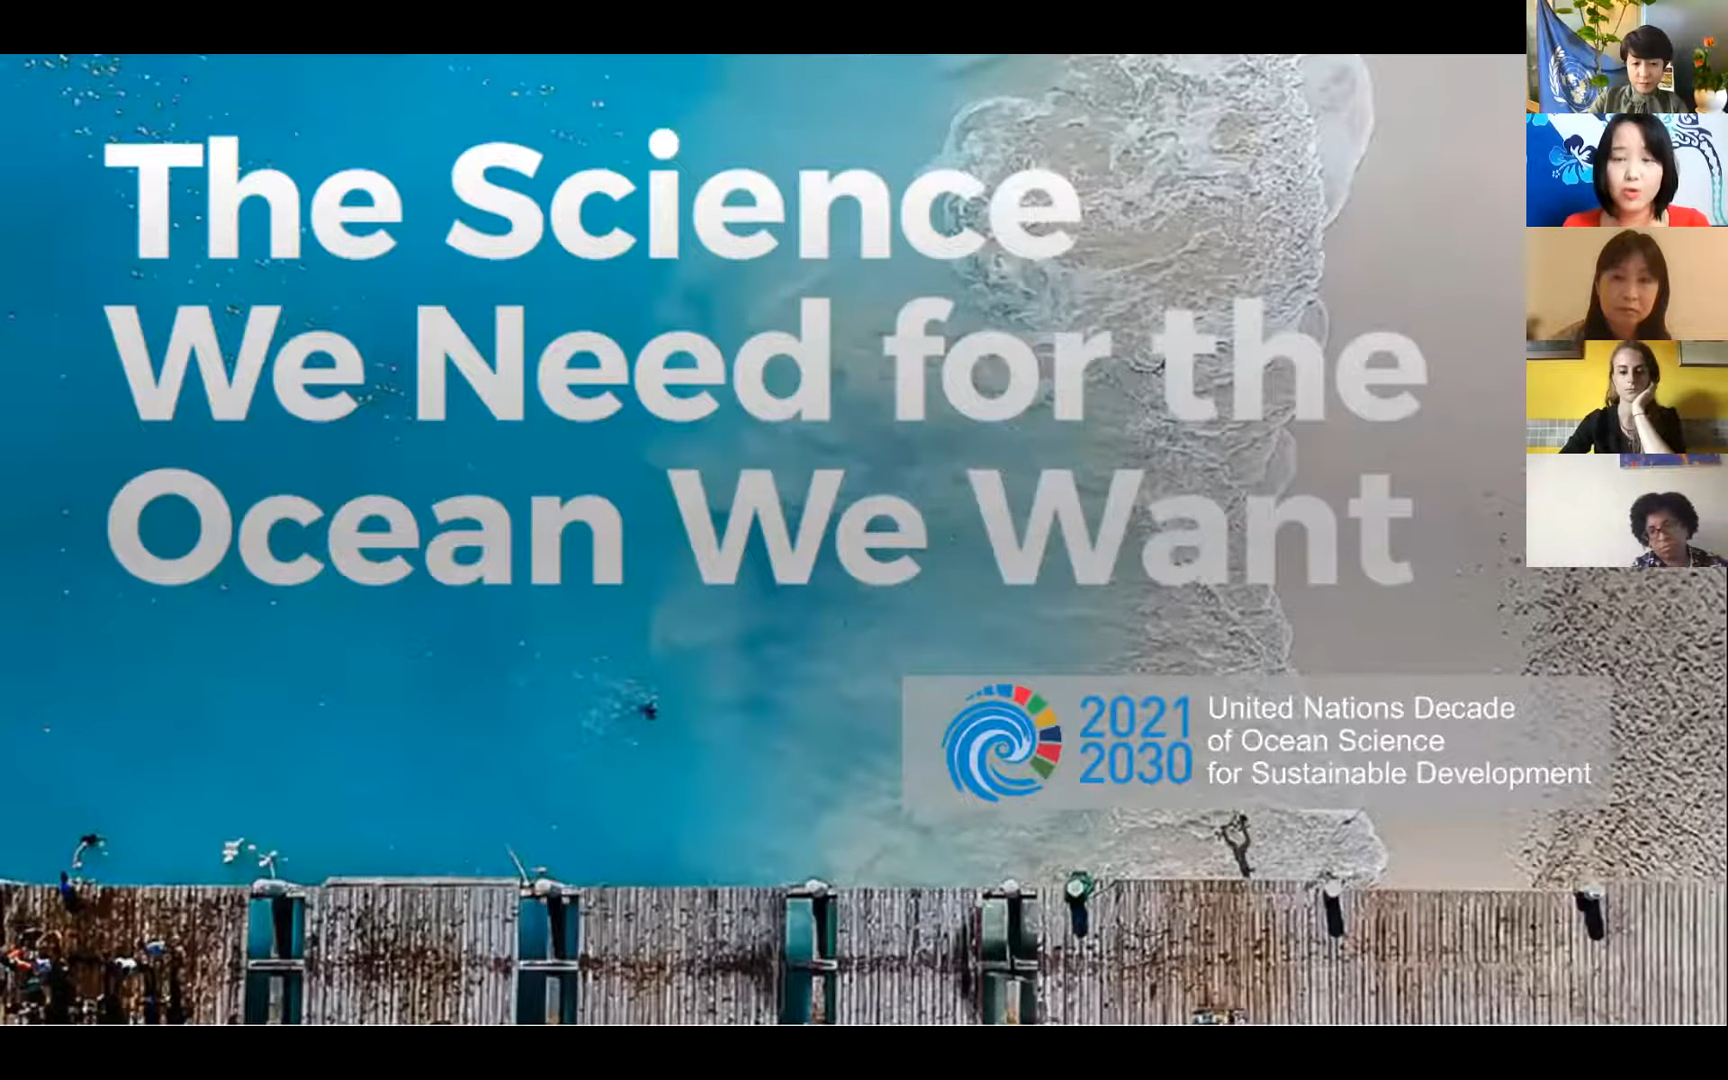 The Science
We Need for the
Ocean We Want
2021
2030
United Nations Decade
of Ocean Science
for Sustainable Development